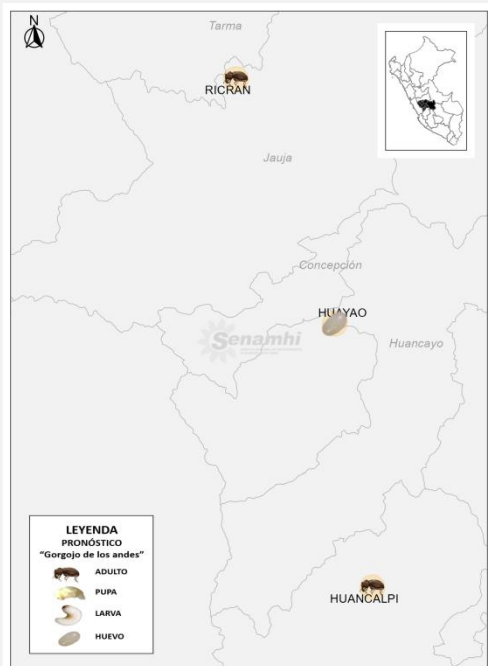 N
Tarma
RICRAN
Jauja
Concepción
HUAYAO
Senamhi
Huancayo
HUANCALPI
LEYENDA
PRONÓSTICO
“Gorgojo de los andes”
ADULTO
PUPA
LARVA
HUEVO